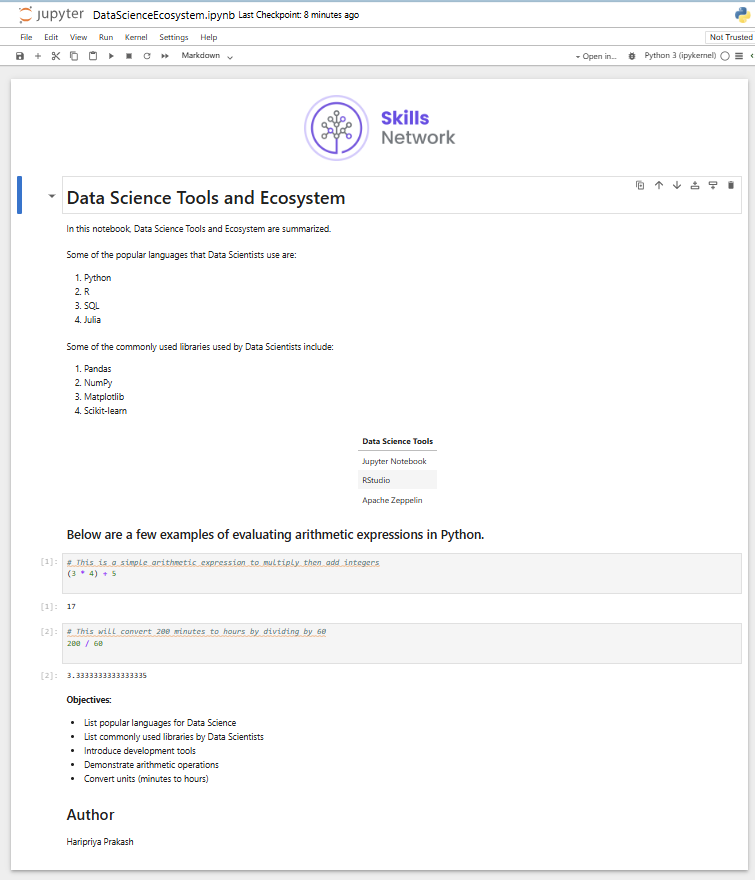 jupyter DataScienceEcosystem.ipynb Last Checkpoint: 8 minutes ago
File Edit View Run Kernel Settings Help Not Trusted
Markdown Open in... Python 3 (ipykernel)
Skills
Network
Data Science Tools and Ecosystem
In this notebook, Data Science Tools and Ecosystem are summarized.
Some of the popular languages that Data Scientists use are:
1. Python
2. R
3. SQL
4. Julia
Some of the commonly used libraries used by Data Scientists include:
1. Pandas
2. NumPy
3. Matplotlib
4. Scikit-learn
Data Science Tools
Jupyter Notebook
RStudio
Apache Zeppelin
Below are a few examples of evaluating arithmetic expressions in Python.
[1]: # This is a simple arithmetic expression to multiply then add integers
(3 * 4) + 5
[1]: 17
[2]: # This will convert 200 minutes to hours by dividing by 60
200 / 60
[2]: 3.3333333333333335
Objectives:
• List popular languages for Data Science
• List commonly used libraries by Data Scientists
• Introduce development tools
• Demonstrate arithmetic operations
• Convert units (minutes to hours)
Author
Haripriya Prakash